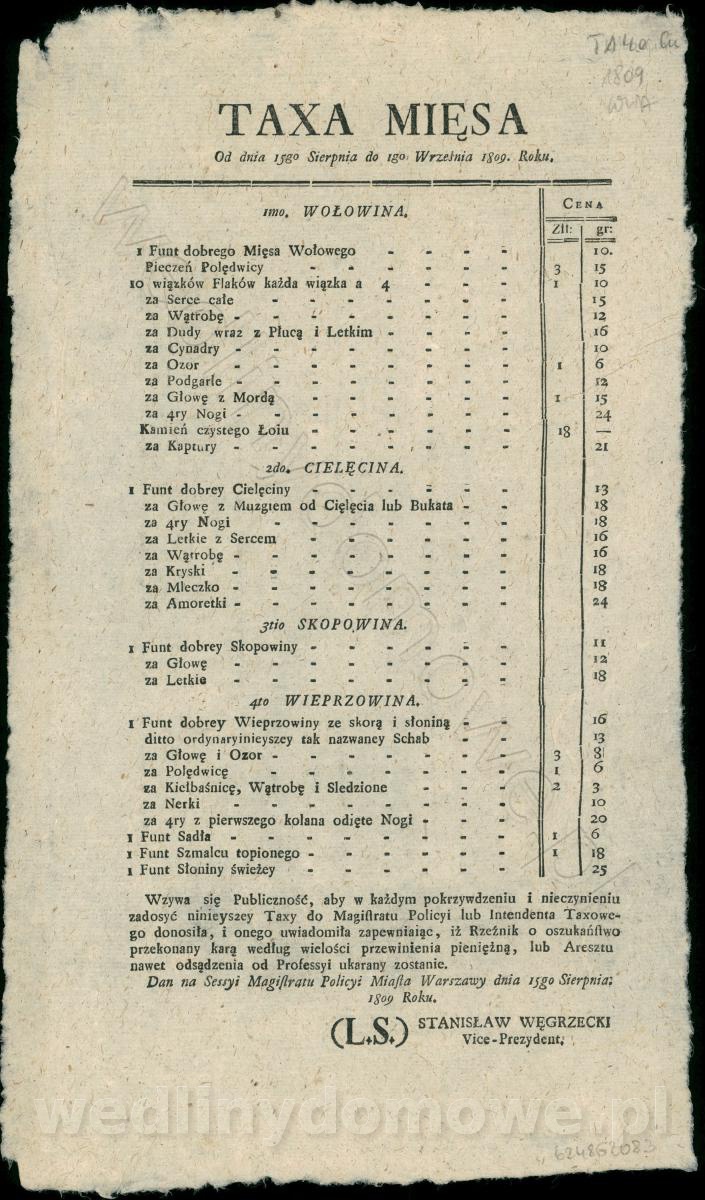 TA 40
1809
TAXA MIĘSA
Od dnia 15go Sierpnia do 1go Września 1809. Roku.
1mo. WOŁOWINA.
CENA
Złt: gr:
1 Funt dobrego Mięsa Wołowego - - - - 10.
Pieczeń Polędwicy - - - - - - 3 15
10 wiązków Flaków każda wiązka a 4 - - - - 1 10
za Serce całe - - - - - - - - 15
za Wątrobę - - - - - - - - - 12
za Dudy wraz z Płucą i Letkim - - - - 16
za Cynadry - - - - - - - - - 10
za Ozor - - - - - - - - - 1 6
za Podgarle - - - - - - - - - 12
za Głowę z Mordą - - - - - - 1 15
za 4ry Nogi - - - - - - - - - 24
Kamień czystego Łoiu - - - - - - 18 —
za Kaptury - - - - - - - - - 21
2do. CIELĘCINA.
1 Funt dobrey Cielęciny - - - - - - 13
za Głowę z Muzgiem od Cięlęcia lub Bukata - - 18
za 4ry Nogi - - - - - - - - 18
za Letkie z Sercem - - - - - - 16
za Wątrobę - - - - - - - - - 16
za Kryski - - - - - - - - 18
za Mleczko - - - - - - - - - 18
za Amoretki - - - - - - - - - 24
3tio SKOPOWINA.
1 Funt dobrey Skopowiny - - - - - - 11
za Głowę - - - - - - - - 12
za Letkie - - - - - - - - 18
4to WIEPRZOWINA.
1 Funt dobrey Wieprzowiny ze skorą i słoniną - - 16
ditto ordynaryinieyszey tak nazwaney Schab - - 13
za Głowę i Ozor - - - - - - - 3 8
za Polędwicę - - - - - - - 1 6
za Kielbaśnicę, Wątrobę i Sledzione - - - - 2 3
za Nerki - - - - - - - - 10
za 4ry z pierwszego kolana odjęte Nogi - - - 20
1 Funt Sadła - - - - - - - - 1 6
1 Funt Szmalcu topionego - - - - - - 1 18
1 Funt Słoniny świeżey - - - - - - 25
Wzywa się Publiczność, aby w każdym pokrzywdzeniu i nieczynieniu
zadosyć ninieyszey Taxy do Magiſtratu Policyi lub Intendenta Taxowe-
go donosiła, i onego uwiadomiła zapewniaiąc, iż Rzeźnik o oszukańſtwo
przekonany karą według wielości przewinienia pieniężną, lub Aresztu
nawet odsądzenia od Professyi ukarany zostanie.
Dan na Sessyi Magiſtratu Policyi Miaſta Warszawy dnia 15go Sierpnia:
1809 Roku.
(L.S.) STANISŁAW WĘGRZECKI
Vice-Prezydent.
wedlinydomowe.pl
wedlinydomowe.pl
624862083